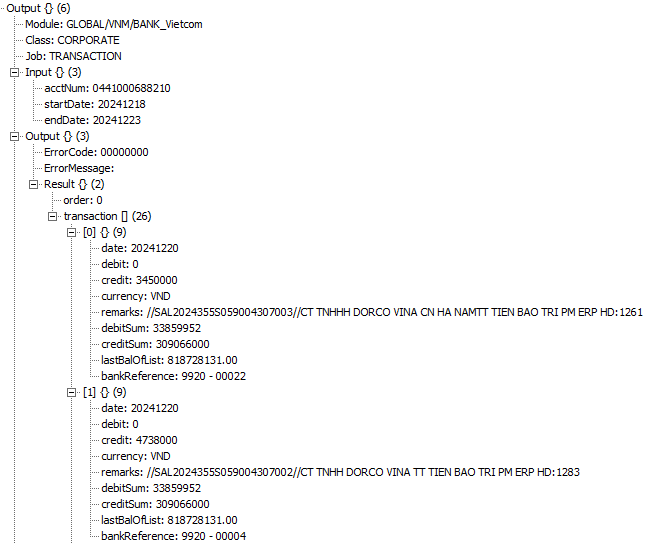 Output {} (6)
Module: GLOBAL/VNM/BANK_Vietcom
Class: CORPORATE
Job: TRANSACTION
Input {} (3)
acctNum: 0441000688210
startDate: 20241218
endDate: 20241223
Output {} (3)
ErrorCode: 00000000
ErrorMessage:
Result {} (2)
order: 0
transaction [] (26)
[0] {} (9)
date: 20241220
debit: 0
credit: 3450000
currency: VND
remarks: //SAL2024355S059004307003//CT TNHHH DORCO VINA CN HA NAMTT TIEN BAO TRI PM ERP HD:1261
debitSum: 33859952
creditSum: 309066000
lastBalOfList: 818728131.00
bankReference: 9920 - 00022
[1] {} (9)
date: 20241220
debit: 0
credit: 4738000
currency: VND
remarks: //SAL2024355S059004307002//CT TNHH DORCO VINA TT TIEN BAO TRI PM ERP HD:1283
debitSum: 33859952
creditSum: 309066000
lastBalOfList: 818728131.00
bankReference: 9920 - 00004